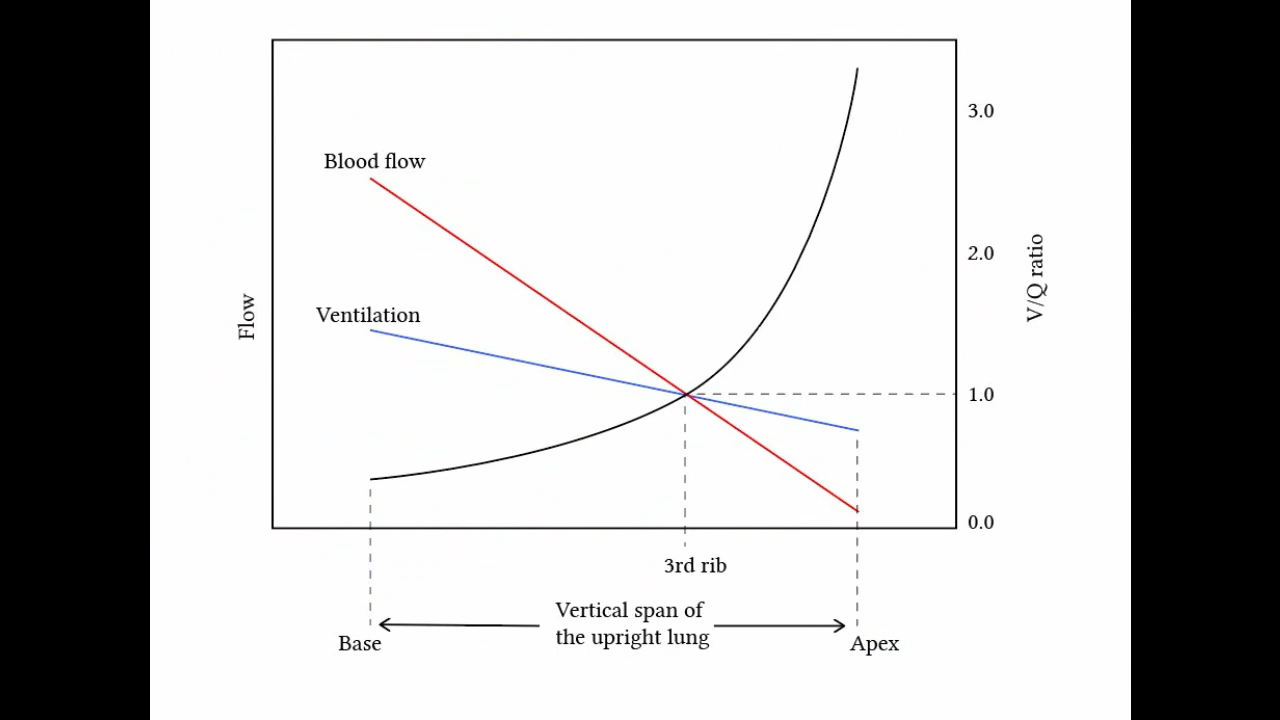 Blood flow
Ventilation
Flow
3.0
2.0
1.0
0.0
V/Q ratio
3rd rib
Vertical span of
the upright lung
Base
Apex